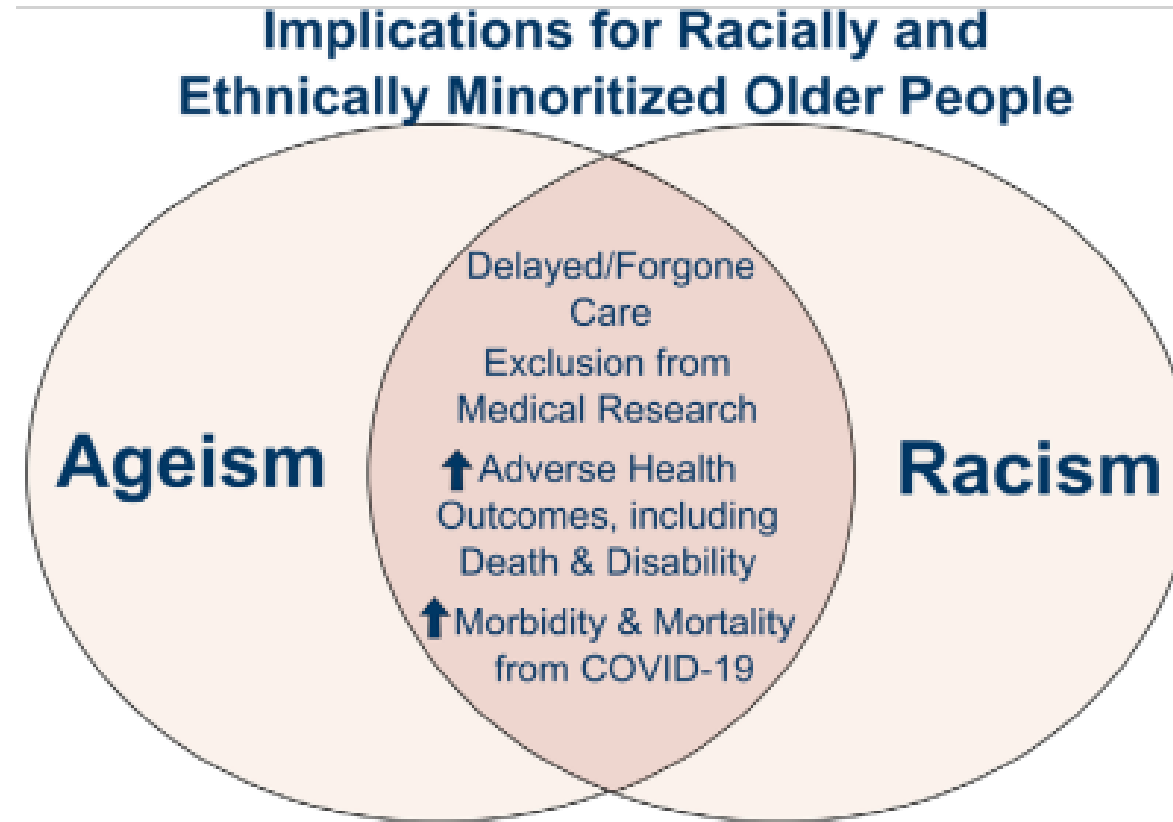 Implications for Racially and
Ethnically Minoritized Older People
Ageism
Delayed/Forgone
Care
Exclusion from
Medical Research
⬆Adverse Health
Outcomes, including
Death & Disability
⬆Morbidity & Mortality
from COVID-19
Racism